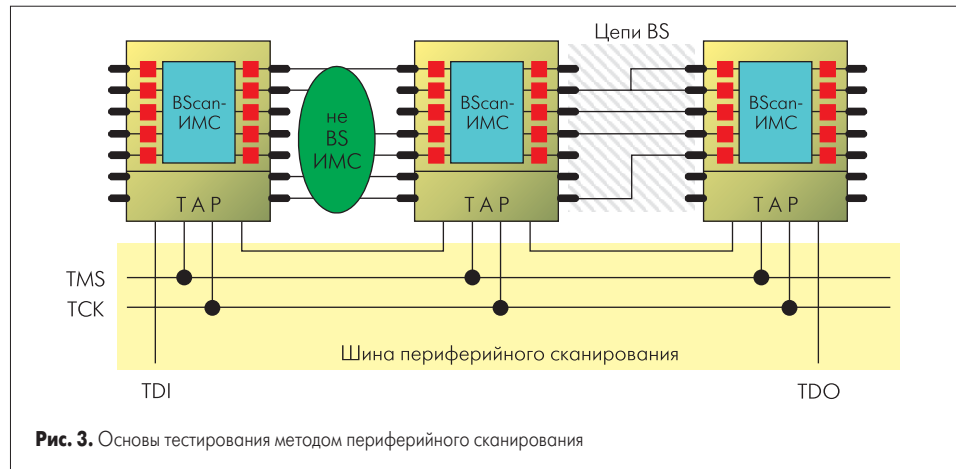 Цепи BS
BScan-
ИМС
не
BS
ИМС
BScan-
ИМС
BScan-
ИМС
TAP
TAP
TAP
TMS
TCK
Шина периферийного сканирования
TDI
TDO
Рис. 3. Основы тестирования методом периферийного сканирования